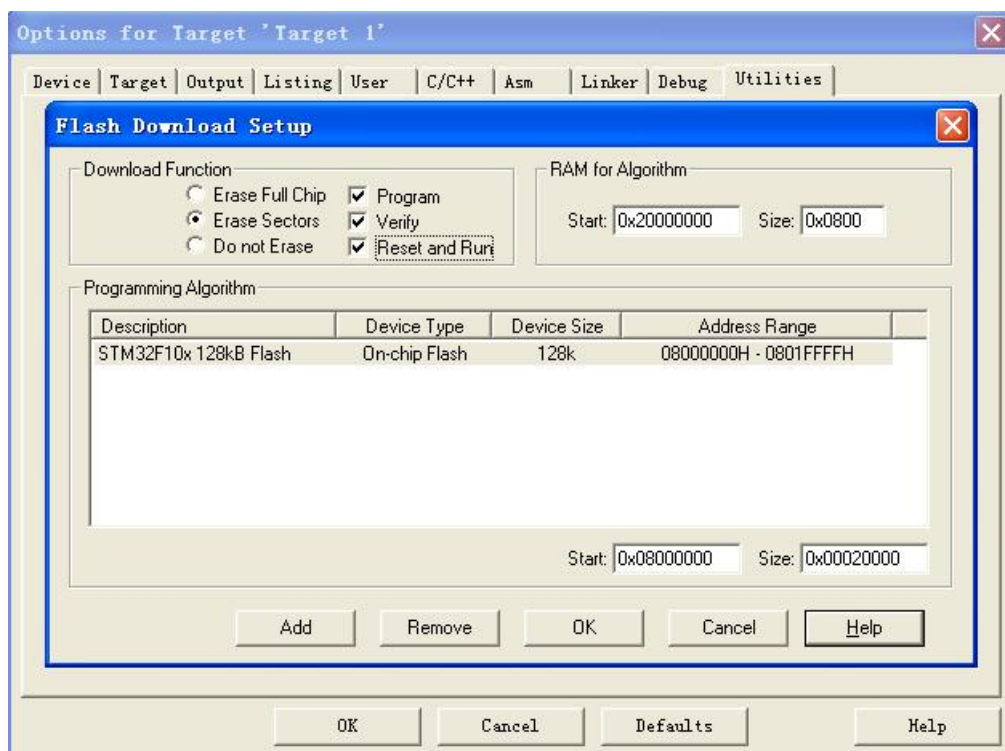 Options for Target 'Target 1'
Device Target Output Listing User C/C++ Asm Linker Debug Utilities
Flash Download Setup
Download Function
Erase Full Chip
Erase Sectors
Do not Erase
Program
Verify
Reset and Run
RAM for Algorithm
Start: 0x20000000 Size: 0x0800
Programming Algorithm
Description Device Type Device Size Address Range
STM32F10x 128kB Flash On-chip Flash 128k 08000000H - 0801FFFFH
Start: 0x08000000 Size: 0x00020000
Add Remove OK Cancel Help
OK Cancel Defaults Help